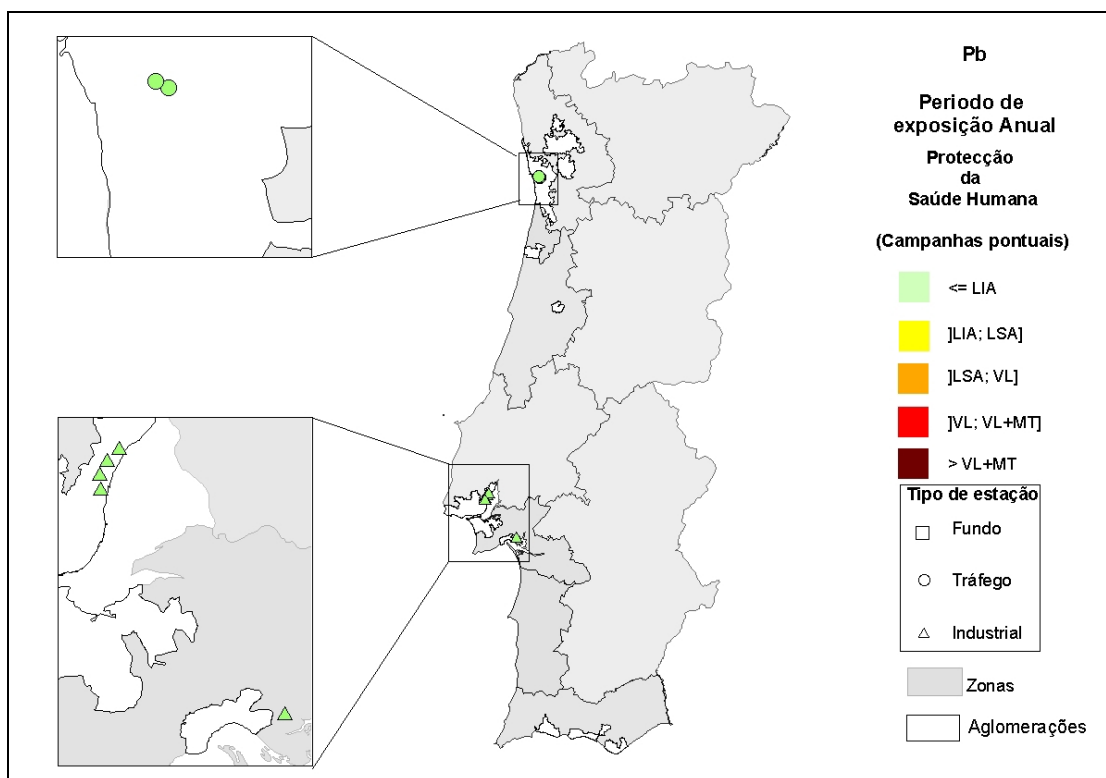 Pb
Periodo de
exposição Anual
Protecção
da
Saúde Humana
(Campanhas pontuais)
<= LIA
]LIA; LSA]
]LSA; VL]
]VL; VL+MT]
> VL+MT
Tipo de estação
Fundo
Tráfego
Industrial
Zonas
Aglomerações